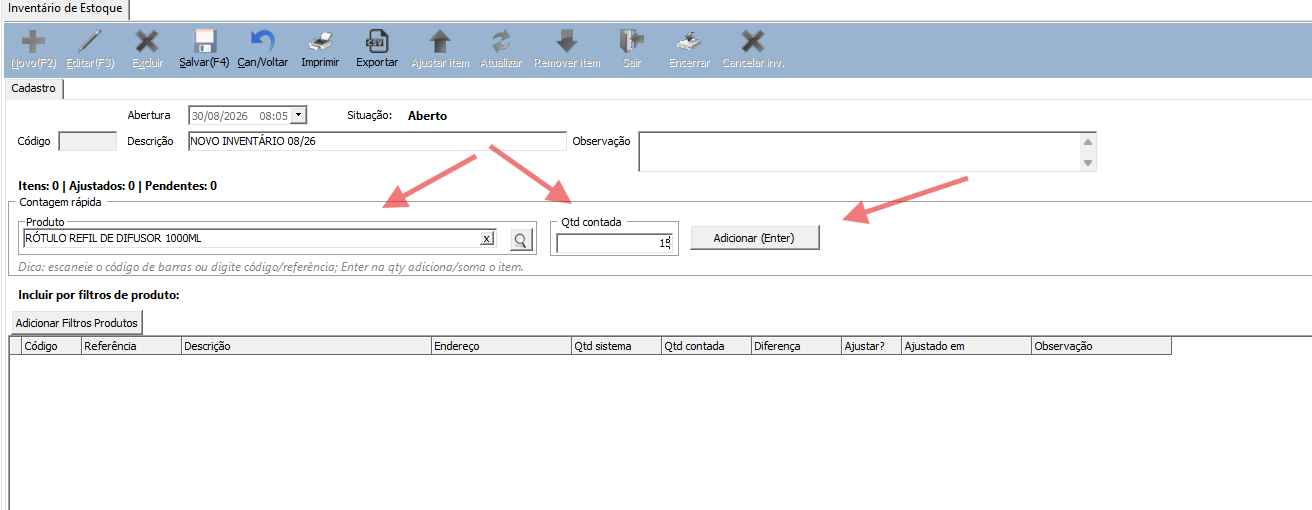 Inventário de Estoque
Novo(F2) Editar(F3) Excluir Salvar(F4) Can/Voltar Imprimir CSV Exportar Ajustar item Atualizar Remover item Sair Encerrar Cancelar inv.
Cadastro
Abertura 30/08/2026 08:05 Situação: Aberto
Código Descrição NOVO INVENTÁRIO 08/26 Observação
Itens: 0 | Ajustados: 0 | Pendentes: 0
Contagem rápida
Produto Qtd contada
RÓTULO REFIL DE DIFUSOR 1000ML x 15 Adicionar (Enter)
Dica: escaneie o código de barras ou digite código/referência; Enter na qty adiciona/soma o item.
Incluir por filtros de produto:
Adicionar Filtros Produtos
Código Referência Descrição Endereço Qtd sistema Qtd contada Diferença Ajustar? Ajustado em Observação